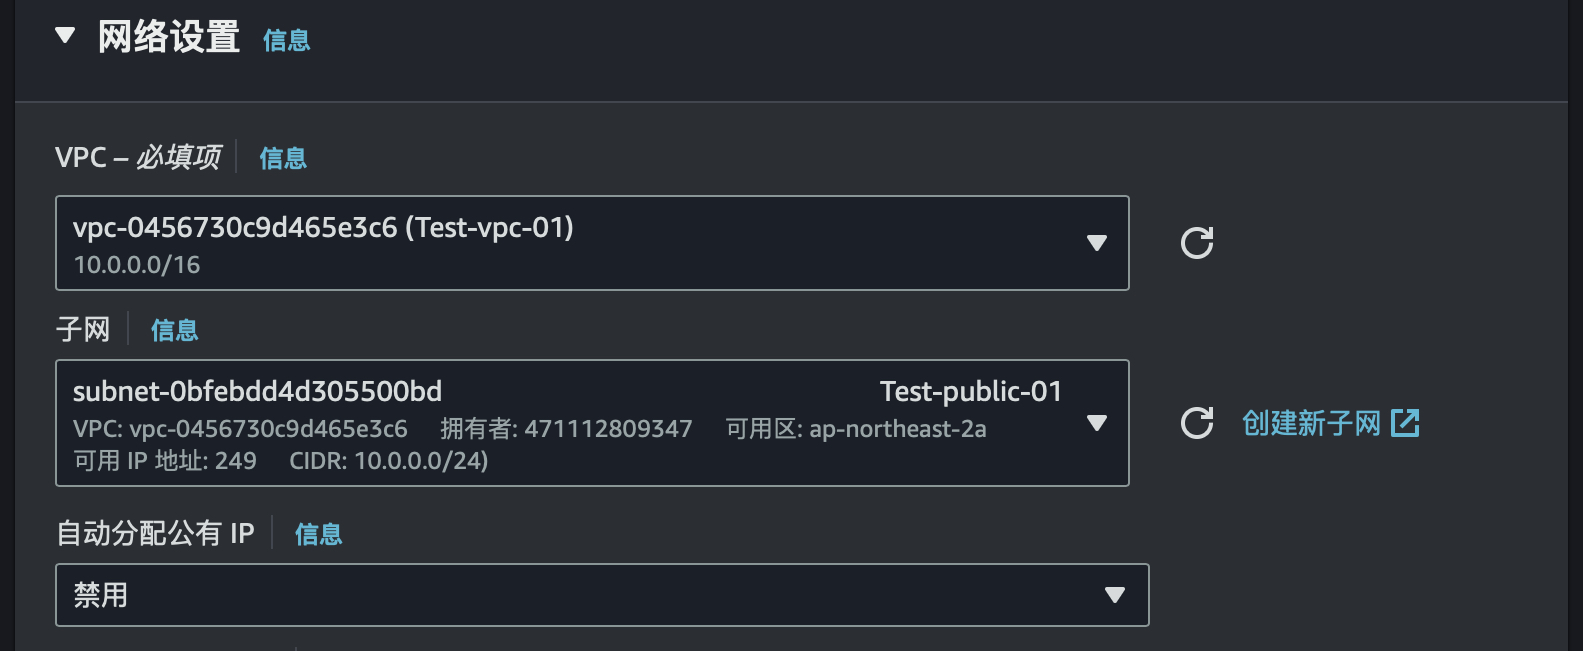 网络设置 信息
VPC – 必填项 信息
vpc-0456730c9d465e3c6 (Test-vpc-01)
10.0.0.0/16
子网 信息
subnet-0bfebdd4d305500bd Test-public-01
VPC: vpc-0456730c9d465e3c6 拥有者: 471112809347 可用区: ap-northeast-2a
可用 IP 地址: 249 CIDR: 10.0.0.0/24)
创建新子网
自动分配公有 IP 信息
禁用